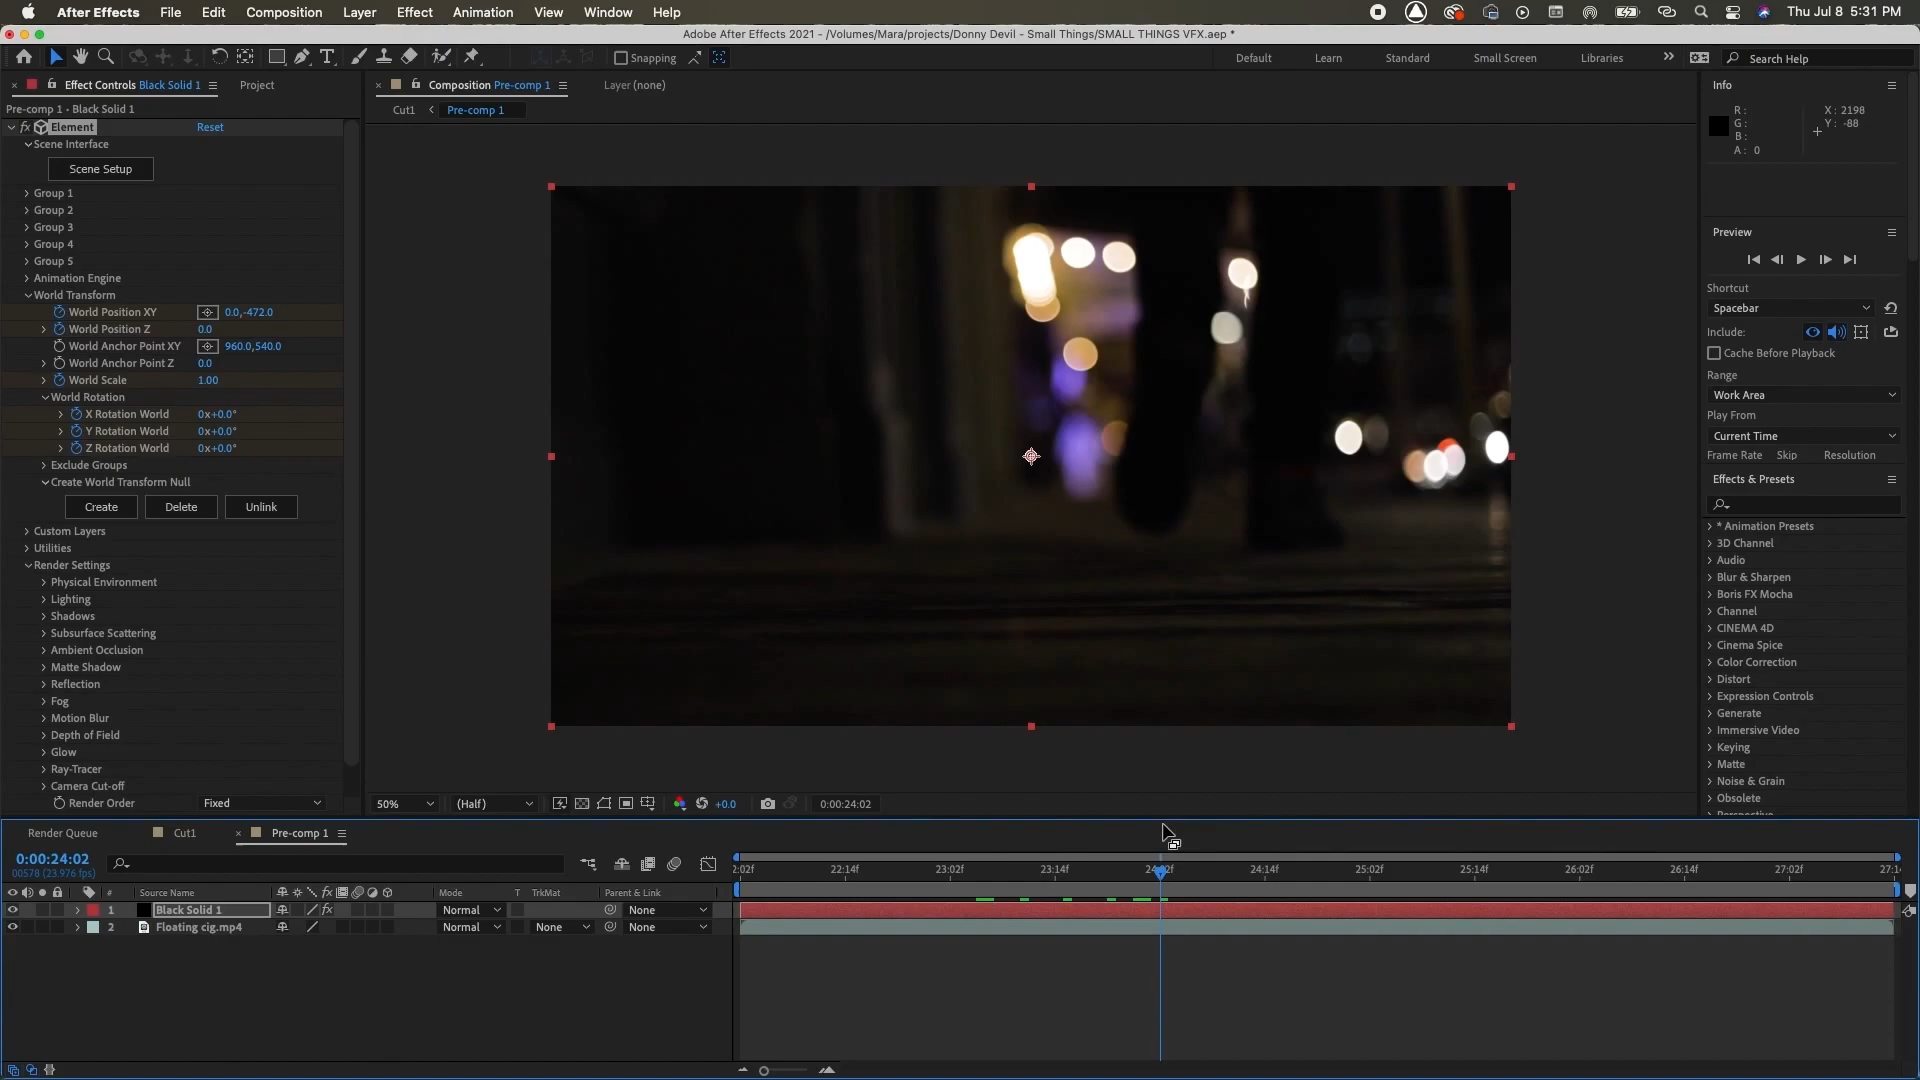 After Effects File Edit Composition Layer Effect Animation View Window Help Thu Jul 8 5:31 PM
Adobe After Effects 2021 - /Volumes/Mara/projects/Donny Devil - Small Things/SMALL THINGS VFX.aep *
Snapping Default Learn Standard Small Screen Libraries Search Help
Effect Controls Black Solid 1 Project
Composition Pre-comp 1 Layer (none)
Info
Pre-comp 1 • Black Solid 1
Cut1 Pre-comp 1
R:
G:
B:
A: 0
X: 2198
Y: -88
fx Element Reset
Scene Interface
Scene Setup
Group 1
Group 2
Group 3
Group 4
Group 5
Animation Engine
World Transform
World Position XY 0.0,-472.0
World Position Z 0.0
World Anchor Point XY 960.0,540.0
World Anchor Point Z 0.0
World Scale 1.00
World Rotation
X Rotation World 0x+0.0°
Y Rotation World 0x+0.0°
Z Rotation World 0x+0.0°
Exclude Groups
Create World Transform Null
Create Delete Unlink
Custom Layers
Utilities
Render Settings
Physical Environment
Lighting
Shadows
Subsurface Scattering
Ambient Occlusion
Matte Shadow
Reflection
Fog
Motion Blur
Depth of Field
Glow
Ray-Tracer
Camera Cut-off
Render Order Fixed
50% (Half) +0.0 0:00:24:02
Preview
Shortcut
Spacebar
Include:
Cache Before Playback
Range
Work Area
Play From
Current Time
Frame Rate Skip Resolution
Effects & Presets
* Animation Presets
3D Channel
Audio
Blur & Sharpen
Boris FX Mocha
Channel
CINEMA 4D
Cinema Spice
Color Correction
Distort
Expression Controls
Generate
Immersive Video
Keying
Matte
Noise & Grain
Obsolete
Render Queue Cut1 Pre-comp 1
0:00:24:02
00578 (23.976 fps)
2:02f 22:14f 23:02f 23:14f 24:02f 24:14f 25:02f 25:14f 26:02f 26:14f 27:02f 27:1
# Source Name fx Mode T TrkMat Parent & Link
1 Black Solid 1 fx Normal None
2 Floating cig.mp4 Normal None None